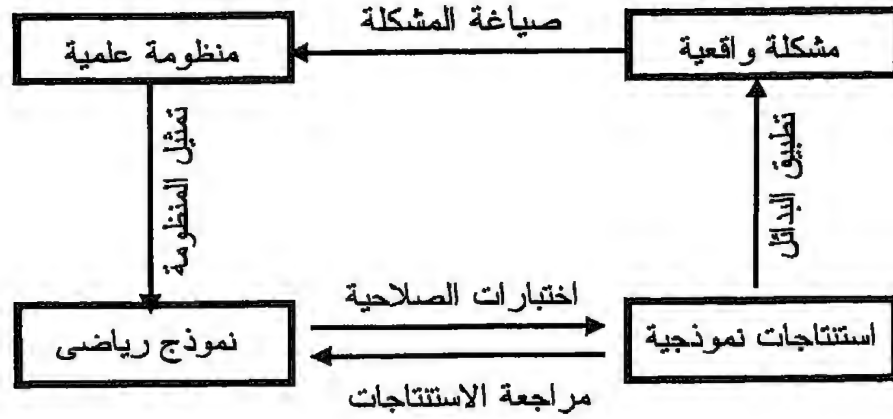 صياغة المشكلة
مشكلة واقعية
منظومة علمية
تمثيل المنظومة
تطبيق البدائل
اختبارات الصلاحية
استنتاجات نموذجية
نموذج رياضى
مراجعة الاستنتاجات